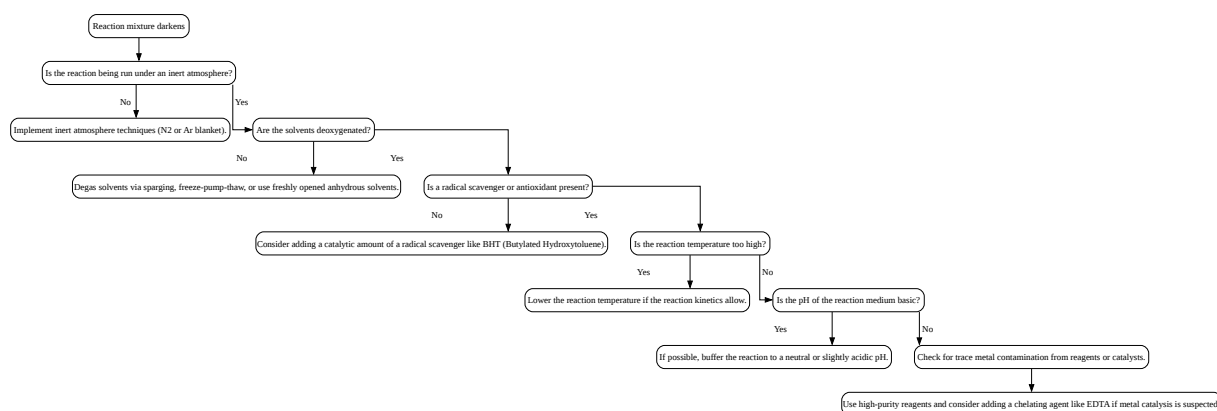 Reaction mixture darkens
Is the reaction being run under an inert atmosphere?
No
Yes
Implement inert atmosphere techniques (N2 or Ar blanket).
Are the solvents deoxygenated?
No
Yes
Degas solvents via sparging, freeze-pump-thaw, or use freshly opened anhydrous solvents.
Is a radical scavenger or antioxidant present?
No
Yes
Consider adding a catalytic amount of a radical scavenger like BHT (Butylated Hydroxytoluene).
Is the reaction temperature too high?
Yes
No
Lower the reaction temperature if the reaction kinetics allow.
Is the pH of the reaction medium basic?
Yes
No
If possible, buffer the reaction to a neutral or slightly acidic pH.
Check for trace metal contamination from reagents or catalysts.
Use high-purity reagents and consider adding a chelating agent like EDTA if metal catalysis is suspected